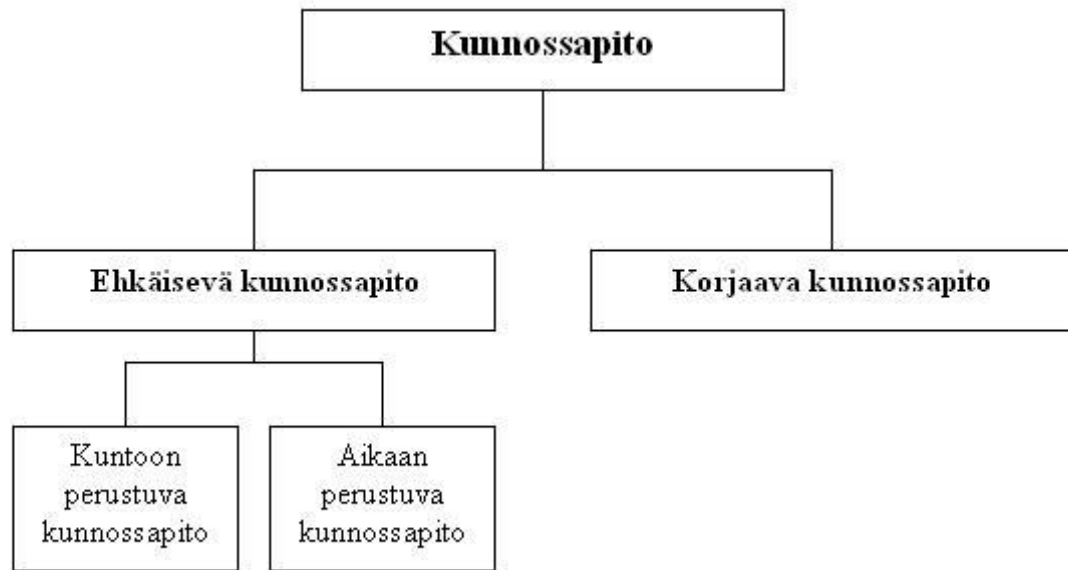 Kunnossapito
Ehkäisevä kunnossapito
Korjaava kunnossapito
Kuntoon
perustuva
kunnossapito
Aikaan
perustuva
kunnossapito